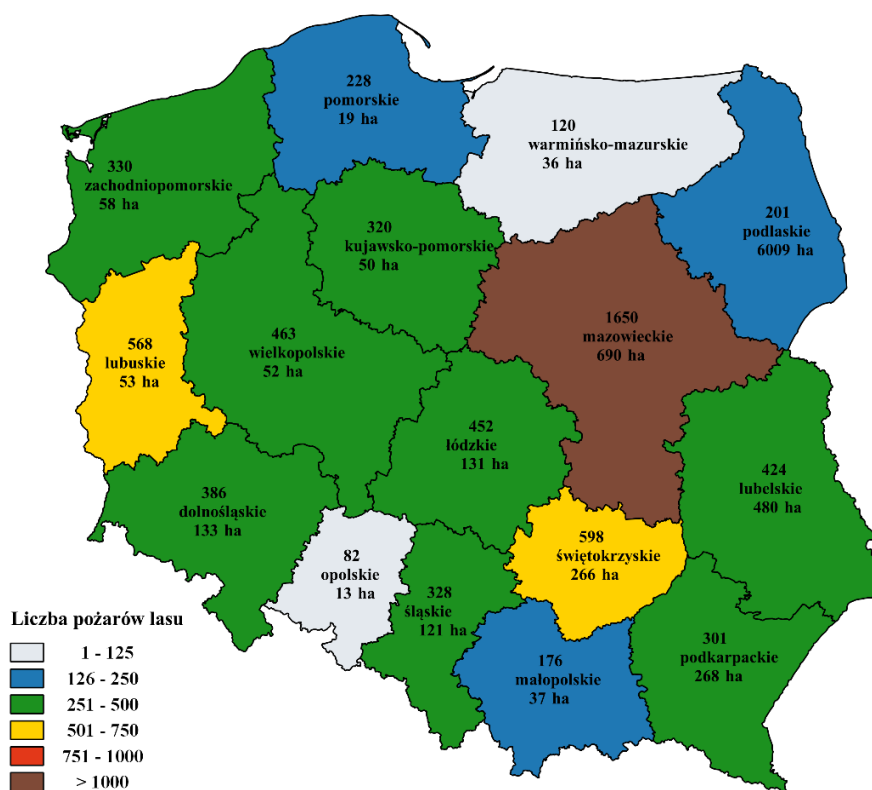 228
pomorskie
19 ha
120
warmińsko-mazurskie
36 ha
330
zachodniopomorskie
58 ha
320
kujawsko-pomorskie
50 ha
201
podlaskie
6009 ha
1650
mazowieckie
690 ha
568
lubuskie
53 ha
463
wielkopolskie
52 ha
452
łódzkie
131 ha
424
lubelskie
480 ha
386
dolnośląskie
133 ha
598
świętokrzyskie
266 ha
82
opolskie
13 ha
328
śląskie
121 ha
301
podkarpackie
268 ha
176
małopolskie
37 ha
Liczba pożarów lasu
1 - 125
126 - 250
251 - 500
501 - 750
751 - 1000
> 1000